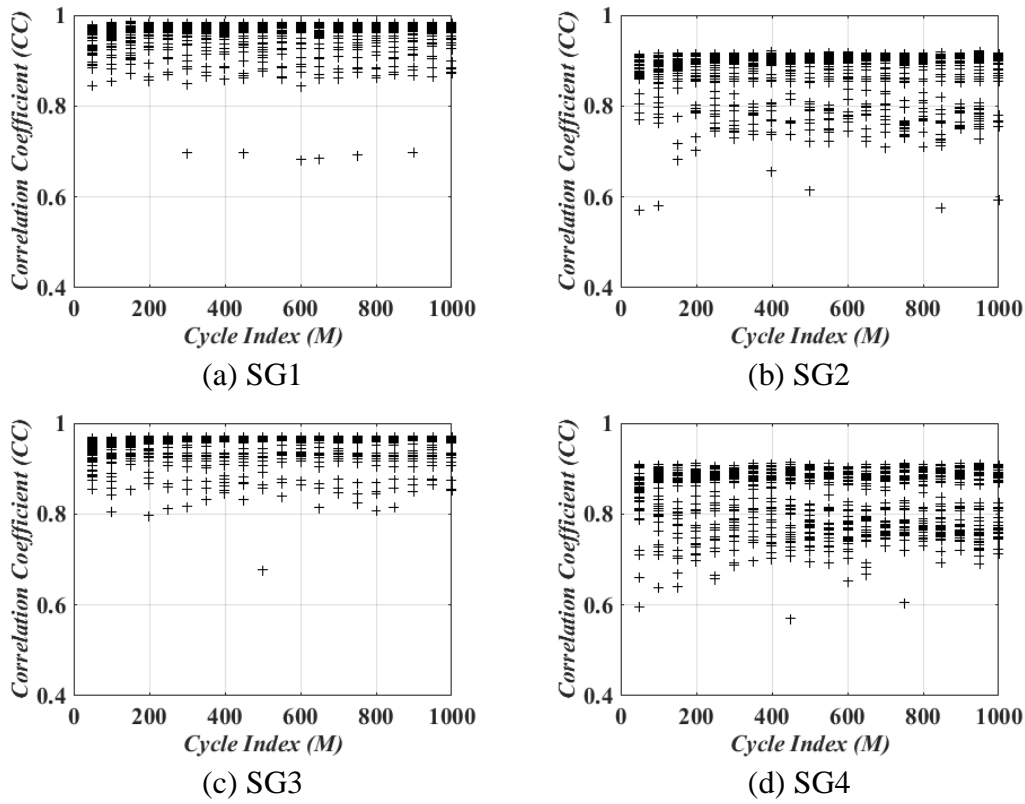 Correlation Coefficient (CC)
1
0.8
0.6
0.4
0 200 400 600 800 1000
Cycle Index (M)
(a) SG1
Correlation Coefficient (CC)
1
0.8
0.6
0.4
0 200 400 600 800 1000
Cycle Index (M)
(b) SG2
Correlation Coefficient (CC)
1
0.8
0.6
0.4
0 200 400 600 800 1000
Cycle Index (M)
(c) SG3
Correlation Coefficient (CC)
1
0.8
0.6
0.4
0 200 400 600 800 1000
Cycle Index (M)
(d) SG4